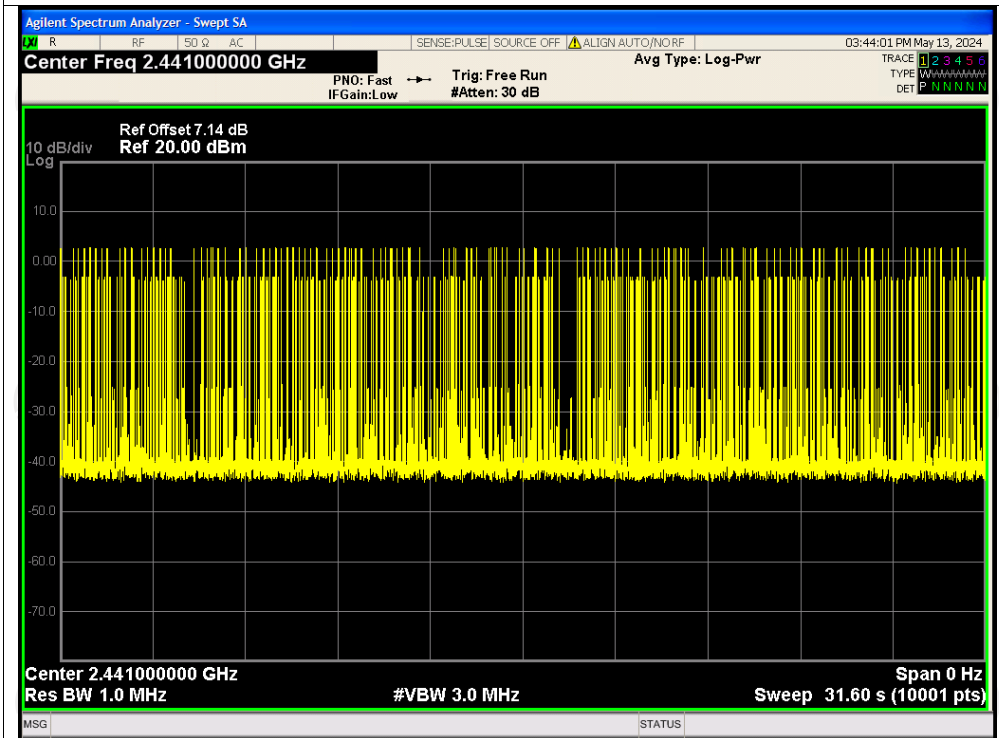 Agilent Spectrum Analyzer - Swept SA
LXI R RF 50 Ω AC SENSE:PULSE SOURCE OFF ALIGN AUTO/NO RF 03:44:01 PM May 13, 2024
Center Freq 2.441000000 GHz Avg Type: Log-Pwr TRACE 1 2 3 4 5 6
PNO: Fast Trig: Free Run TYPE WWWWWW
IFGain:Low #Atten: 30 dB DET P N N N N N
Ref Offset 7.14 dB
10 dB/div Ref 20.00 dBm
Log
10.0
0.00
-10.0
-20.0
-30.0
-40.0
-50.0
-60.0
-70.0
Center 2.441000000 GHz Span 0 Hz
Res BW 1.0 MHz #VBW 3.0 MHz Sweep 31.60 s (10001 pts)
MSG STATUS